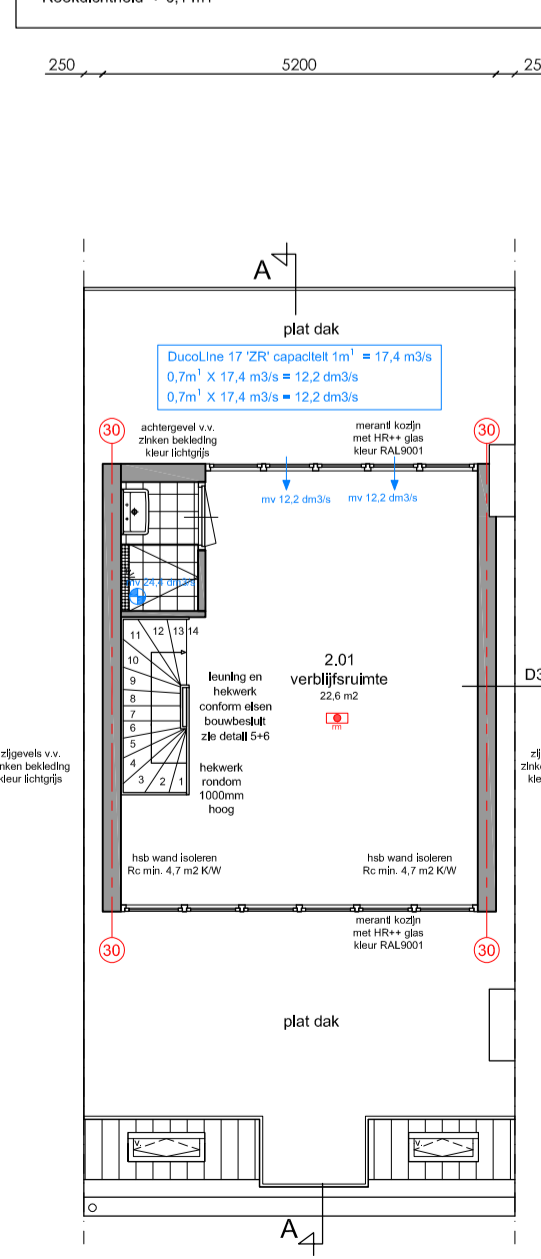 250 5200 25
A
plat dak
DucoLine 17 'ZR' capaciteit 1m¹ = 17,4 m3/s
0,7m¹ X 17,4 m3/s = 12,2 dm3/s
0,7m¹ X 17,4 m3/s = 12,2 dm3/s
30
achtergevel v.v.
zinken bekleding
kleur lichtgrijs
meranti kozijn
met HR++ glas
kleur RAL9001
30
mv 12,2 dm3/s
mv 12,2 dm3/s
mv 24,4 dm3/s
11 12 13 14
10
9
8
7
6
5
4
3 2 1
leuning en
hekwerk
conform eisen
bouwbesluit
zie detail 5+6
hekwerk
rondom
1000mm
hoog
2.01
verblijfsruimte
22,6 m2
rm
D3
zijgevels v.v.
inken bekleding
kleur lichtgrijs
zij
zinke
kle
hsb wand isoleren
Rc min. 4,7 m2 K/W
hsb wand isoleren
Rc min. 4,7 m2 K/W
30
meranti kozijn
met HR++ glas
kleur RAL9001
30
plat dak
v.
v.
A